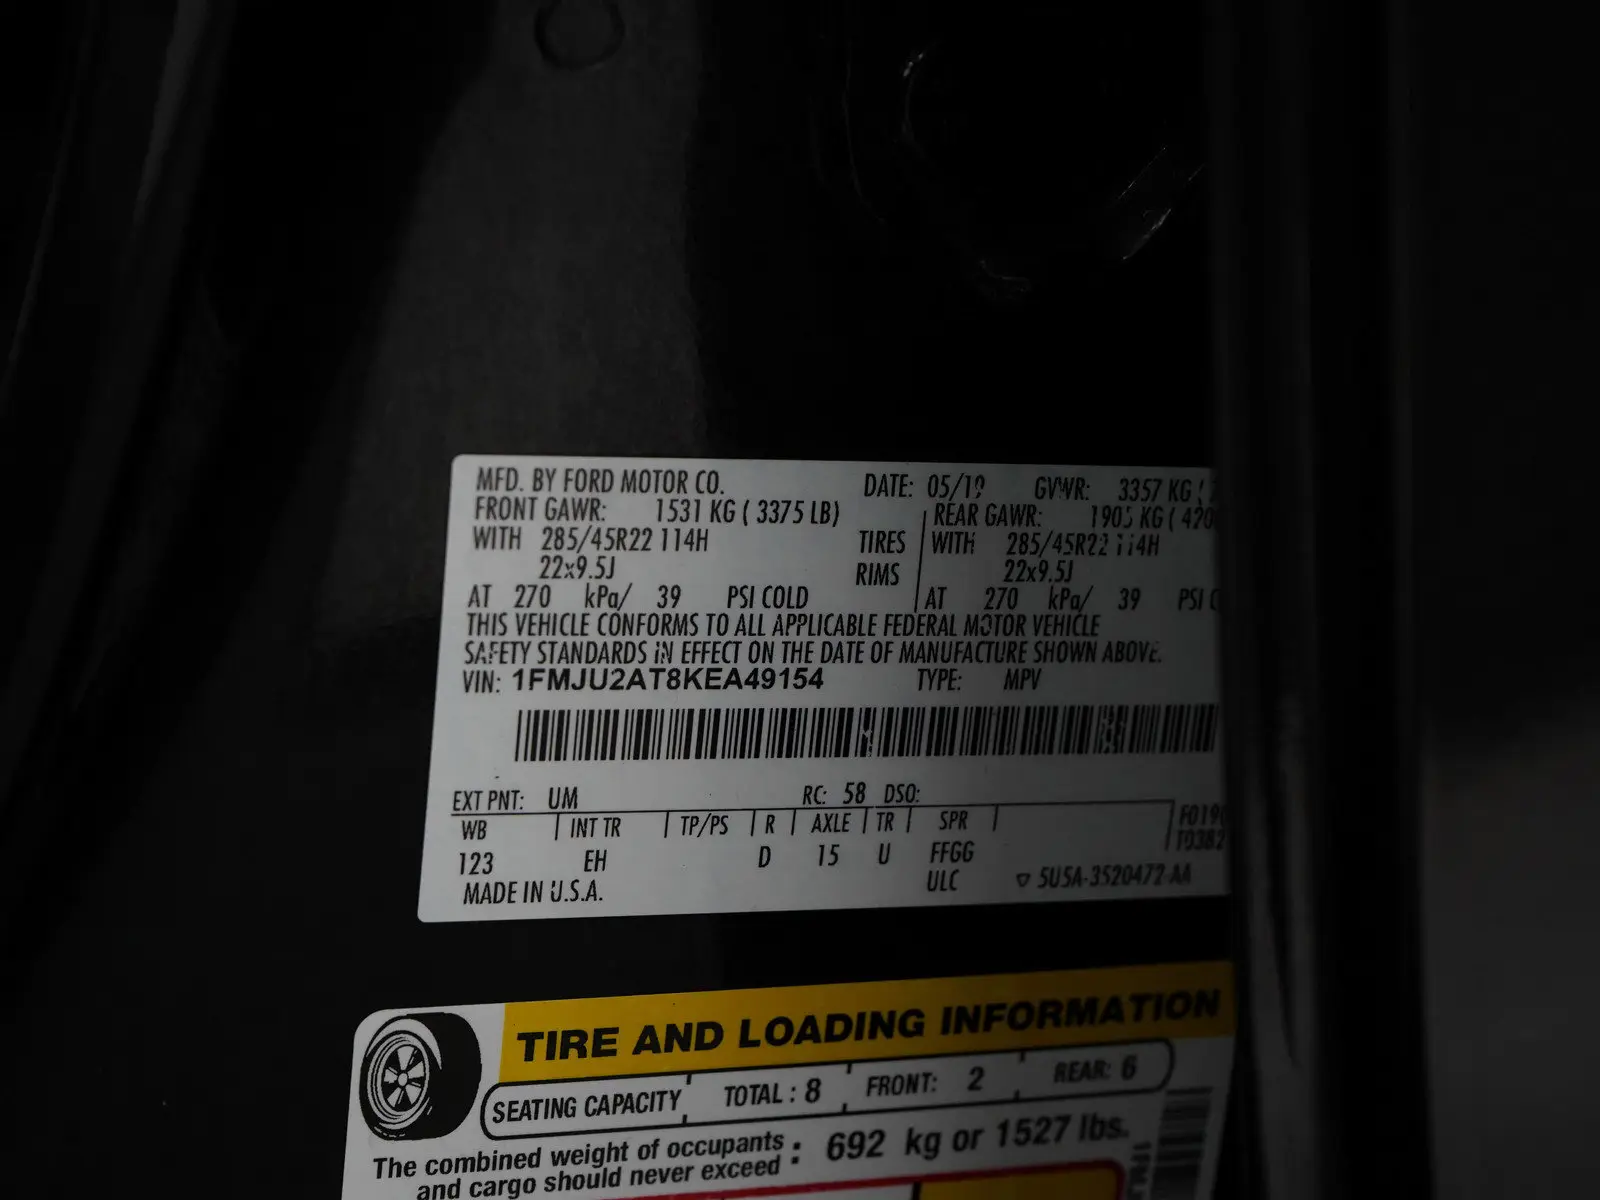 MFD. BY FORD MOTOR CO. DATE: 05/19 GVWR: 3357 KG (
FRONT GAWR: 1531 KG ( 3375 LB) REAR GAWR: 1905 KG ( 420
WITH 285/45R22 114H TIRES WITH 285/45R22 114H
22x9.5J RIMS 22x9.5J
AT 270 kPa/ 39 PSI COLD AT 270 kPa/ 39 PSI
THIS VEHICLE CONFORMS TO ALL APPLICABLE FEDERAL MOTOR VEHICLE
SAFETY STANDARDS IN EFFECT ON THE DATE OF MANUFACTURE SHOWN ABOVE.
VIN: 1FMJU2AT8KEA49154 TYPE: MPV
EXT PNT: UM RC: 58 DSO:
WB INT TR TP/PS R AXLE TR SPR
123 EH D 15 U FFGG
ULC
MADE IN U.S.A. ▽ 5U5A-3520472-AA
TIRE AND LOADING INFORMATION
SEATING CAPACITY TOTAL : 8 FRONT: 2 REAR: 6
The combined weight of occupants
and cargo should never exceed : 692 kg or 1527 lbs.